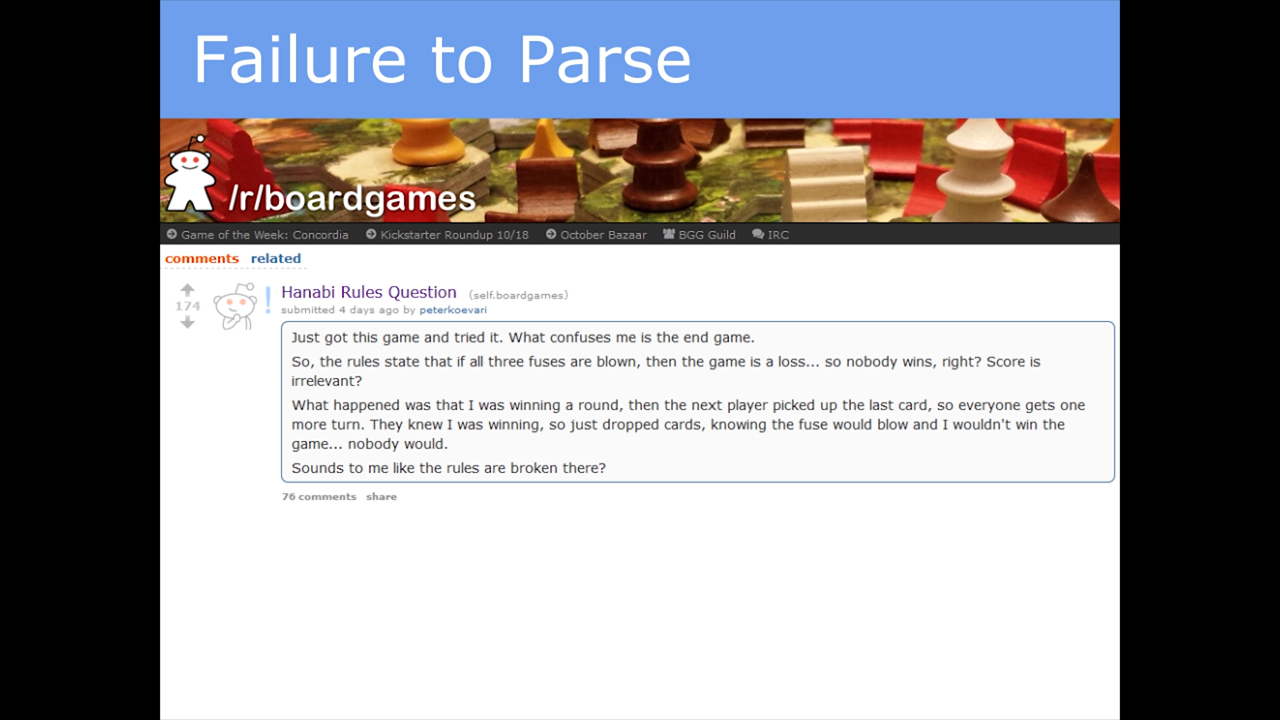 Failure to Parse
/r/boardgames
Game of the Week: Concordia Kickstarter Roundup 10/18 October Bazaar BGG Guild IRC
comments related
174
! Hanabi Rules Question (self.boardgames)
submitted 4 days ago by peterkoevari
Just got this game and tried it. What confuses me is the end game.
So, the rules state that if all three fuses are blown, then the game is a loss... so nobody wins, right? Score is
irrelevant?
What happened was that I was winning a round, then the next player picked up the last card, so everyone gets one
more turn. They knew I was winning, so just dropped cards, knowing the fuse would blow and I wouldn't win the
game... nobody would.
Sounds to me like the rules are broken there?
76 comments share